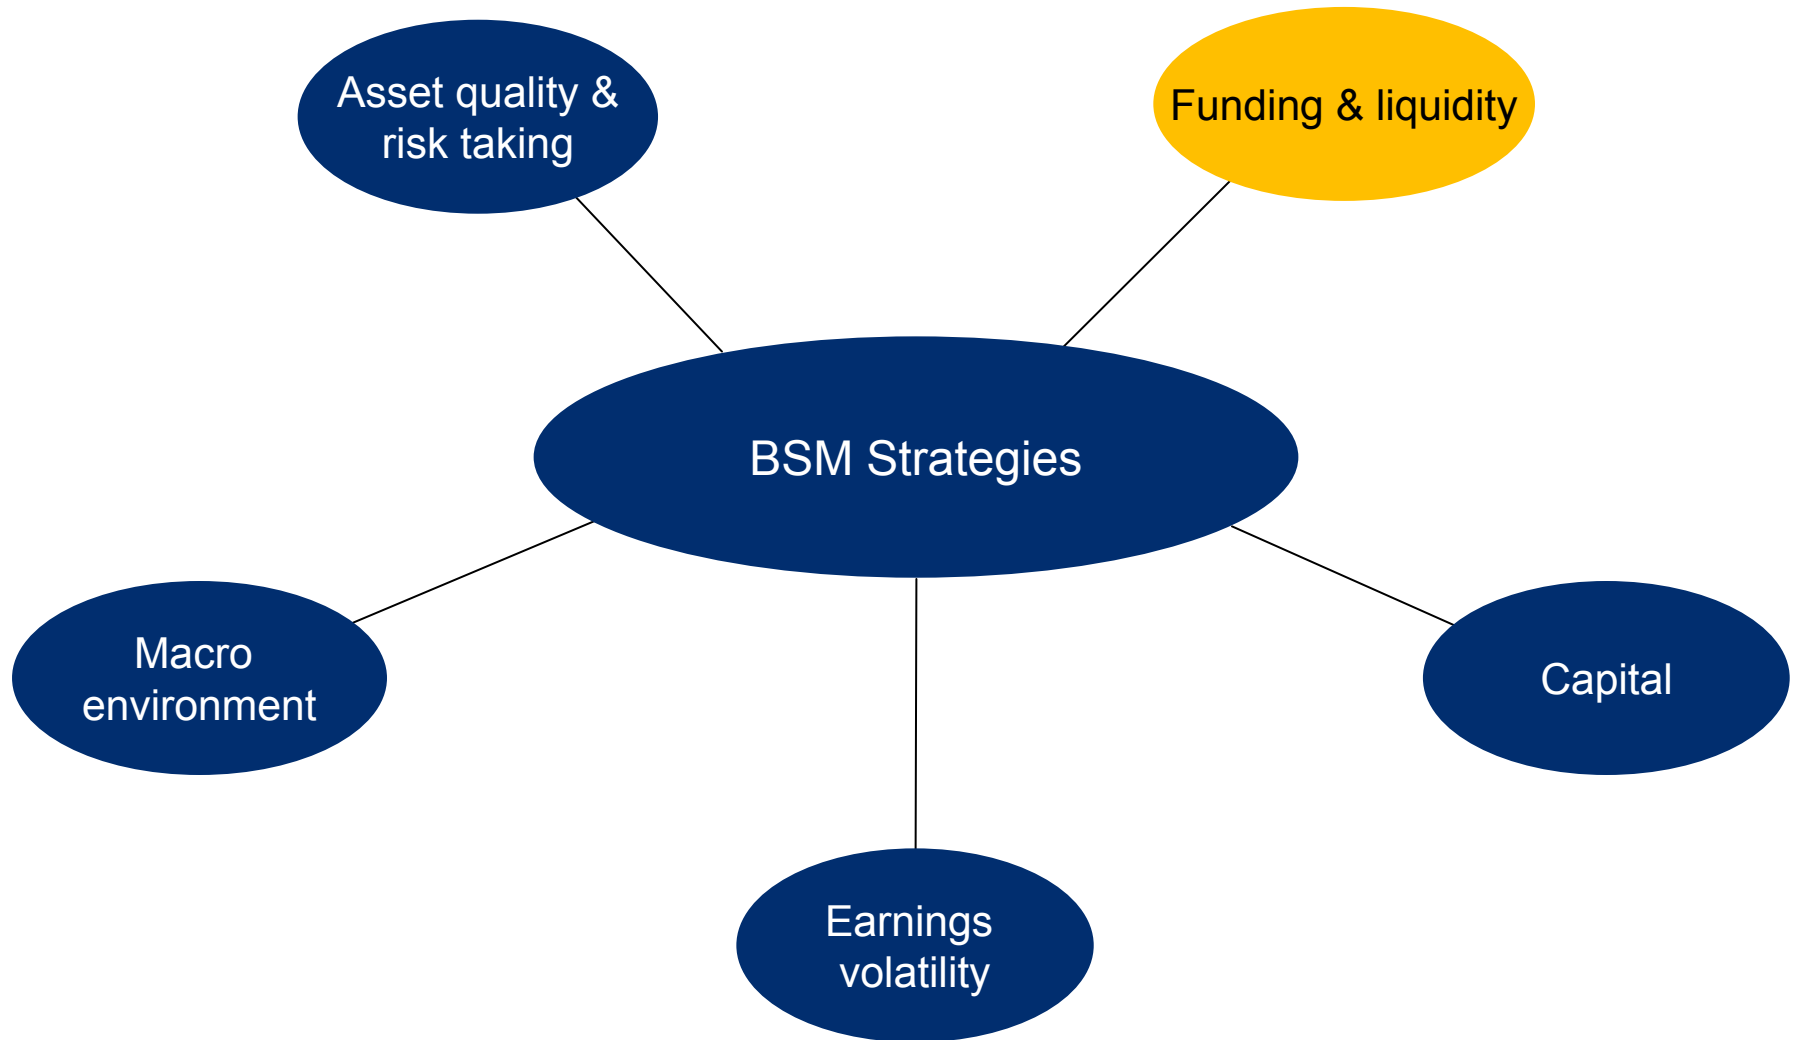 Asset quality &
risk taking
Funding & liquidity
BSM Strategies
Macro
environment
Capital
Earnings
volatility